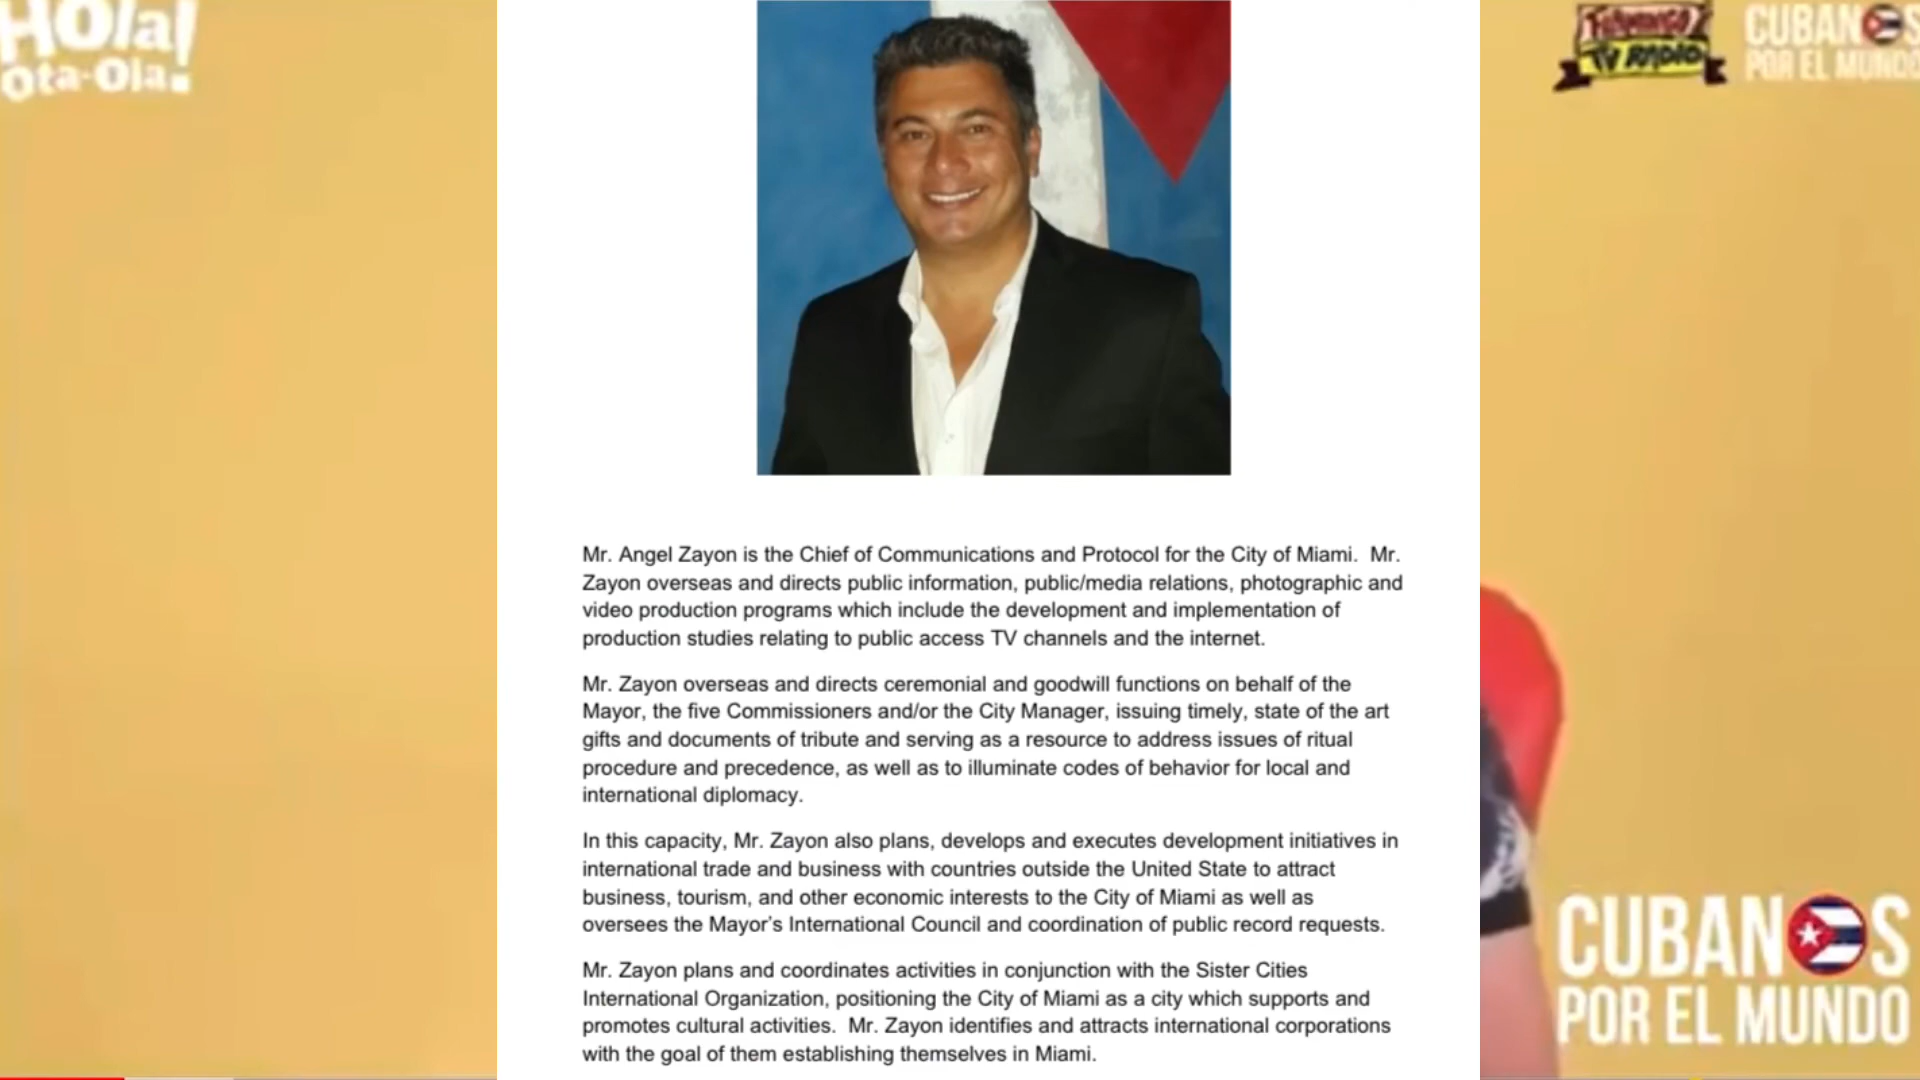 Hola!
Ota-Ola!
TV RADIO
CUBANOS
POR EL MUNDO
Mr. Angel Zayon is the Chief of Communications and Protocol for the City of Miami.  Mr.
Zayon overseas and directs public information, public/media relations, photographic and
video production programs which include the development and implementation of
production studies relating to public access TV channels and the internet.
Mr. Zayon overseas and directs ceremonial and goodwill functions on behalf of the
Mayor, the five Commissioners and/or the City Manager, issuing timely, state of the art
gifts and documents of tribute and serving as a resource to address issues of ritual
procedure and precedence, as well as to illuminate codes of behavior for local and
international diplomacy.
In this capacity, Mr. Zayon also plans, develops and executes development initiatives in
international trade and business with countries outside the United State to attract
business, tourism, and other economic interests to the City of Miami as well as
oversees the Mayor’s International Council and coordination of public record requests.
Mr. Zayon plans and coordinates activities in conjunction with the Sister Cities
International Organization, positioning the City of Miami as a city which supports and
promotes cultural activities.  Mr. Zayon identifies and attracts international corporations
with the goal of them establishing themselves in Miami.
CUBANOS
POR EL MUNDO